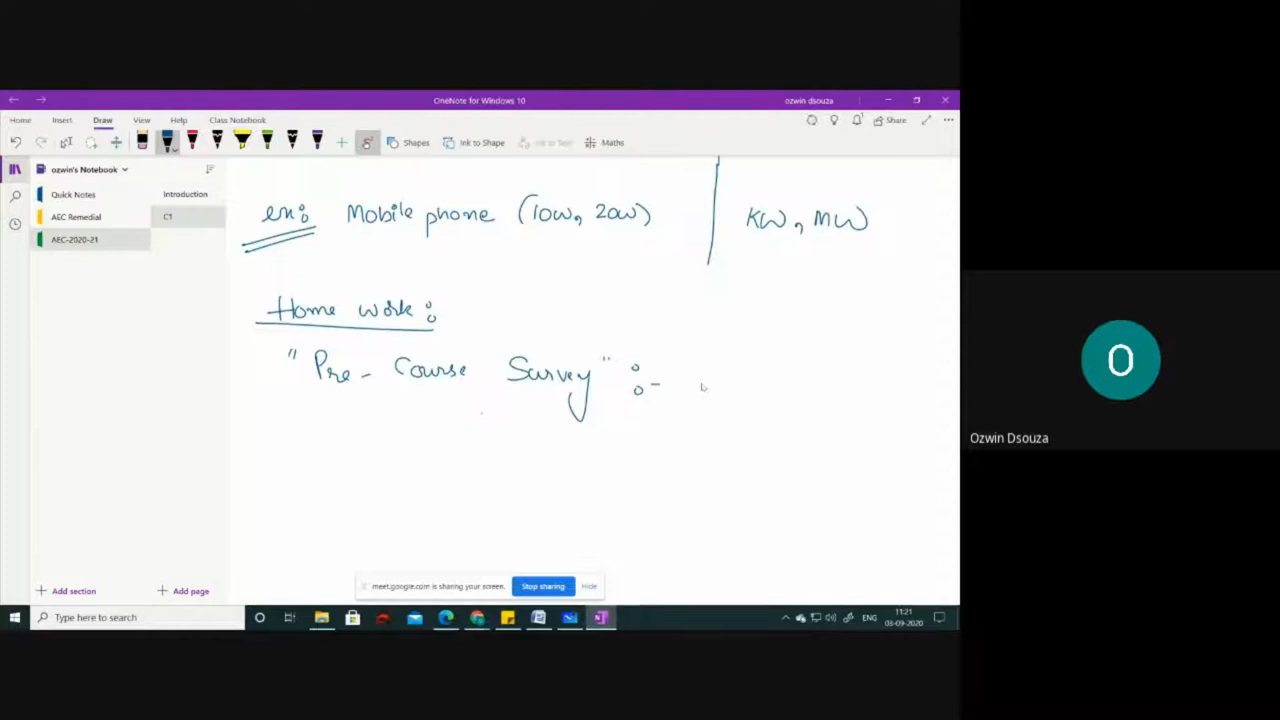 OneNote for Windows 10
ozwin dsouza
Home Insert Draw View Help Class Notebook
Share
Shapes Ink to Shape Ink to Text Maths
ozwin's Notebook
Quick Notes
AEC Remedial
AEC-2020-21
Introduction
C1
ex: Mobile phone (10W, 20W) KW, MW
Home work:
"Pre-Course Survey" :-
Ozwin Dsouza
O
Add section Add page
meet.google.com is sharing your screen. Stop sharing Hide
Type here to search
ENG
11:21
03-09-2020